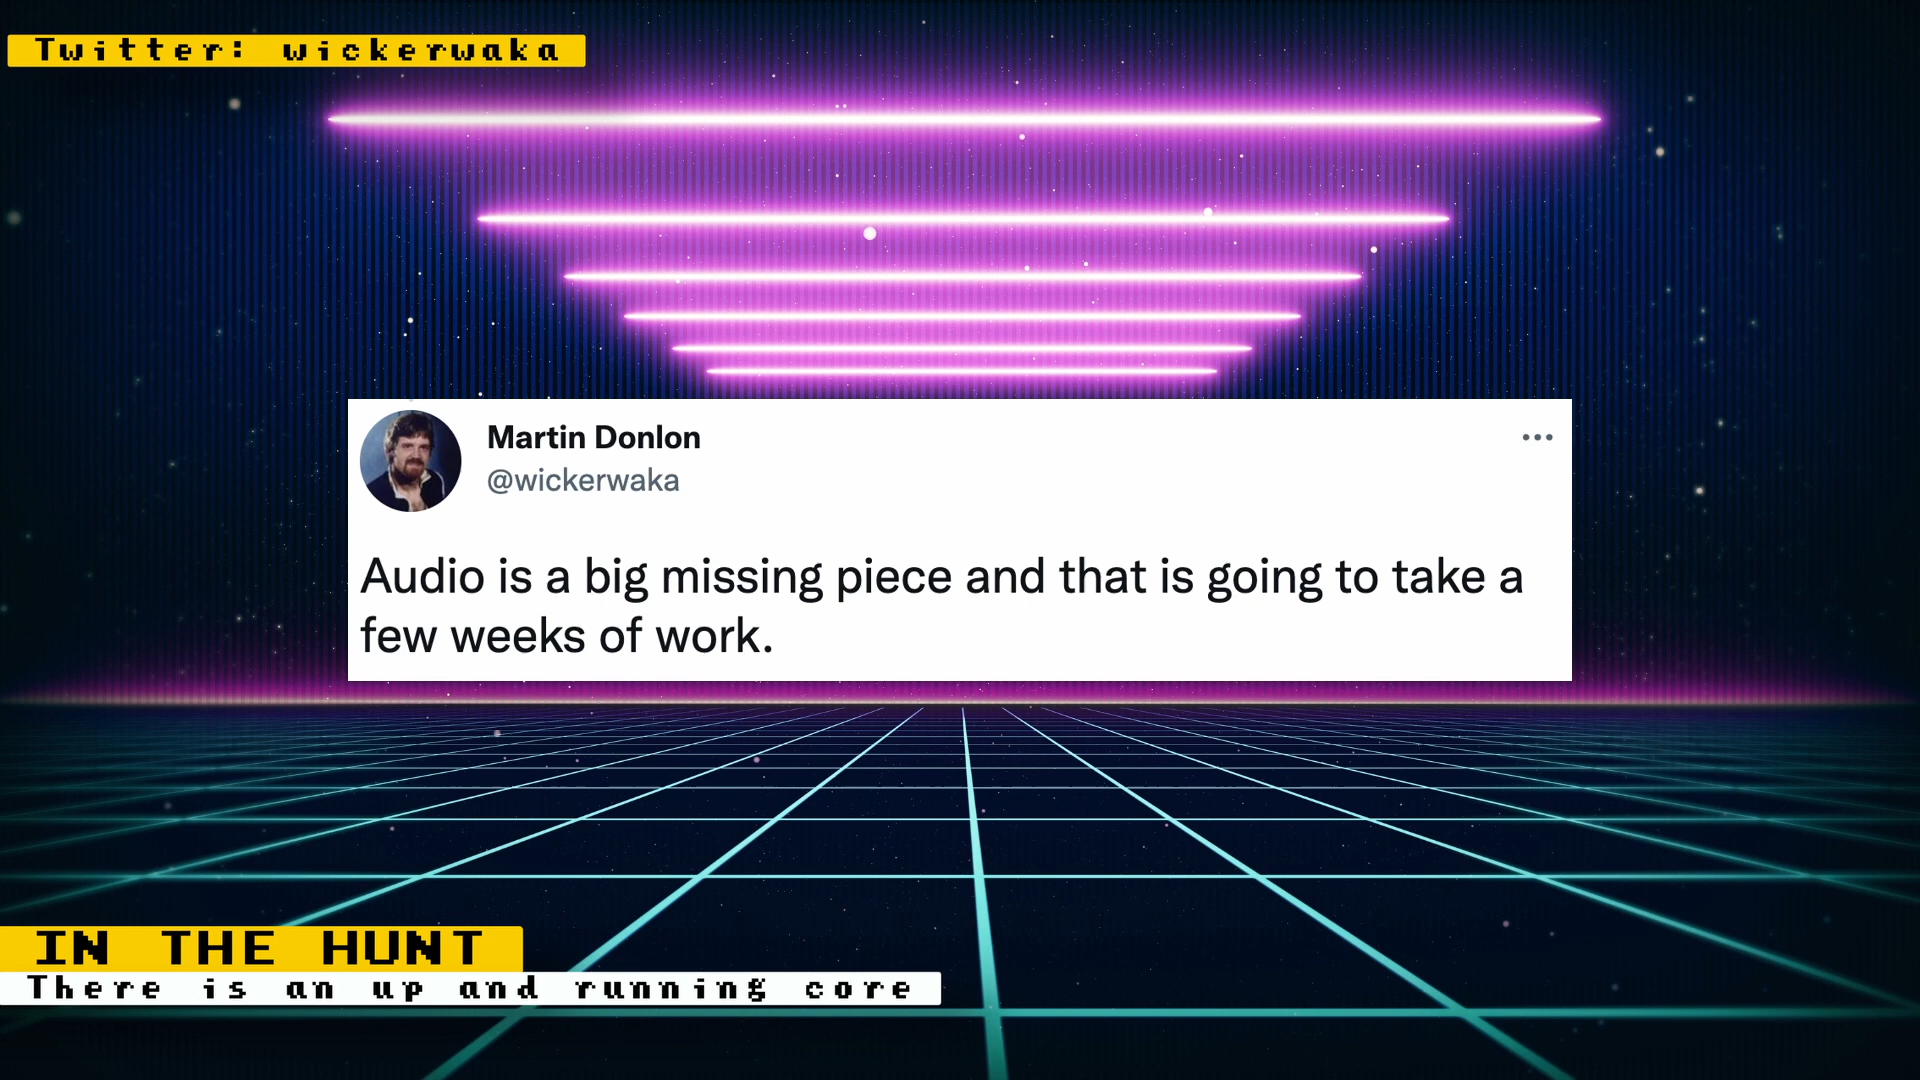 Twitter: wickerwaka
Martin Donlon
@wickerwaka
Audio is a big missing piece and that is going to take a
few weeks of work.
IN THE HUNT
There is an up and running core